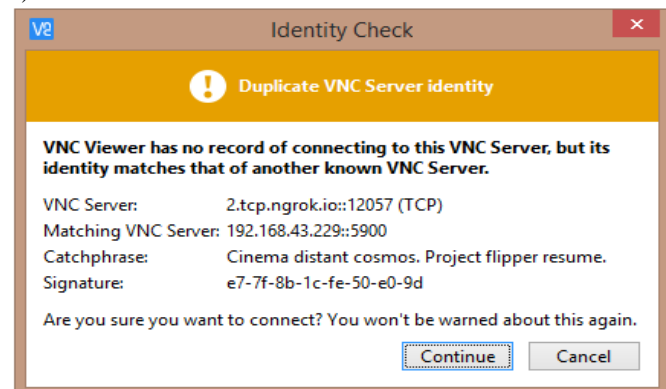 V2
Identity Check
Duplicate VNC Server identity
VNC Viewer has no record of connecting to this VNC Server, but its
identity matches that of another known VNC Server.
VNC Server: 2.tcp.ngrok.io::12057 (TCP)
Matching VNC Server: 192.168.43.229::5900
Catchphrase: Cinema distant cosmos. Project flipper resume.
Signature: e7-7f-8b-1c-fe-50-e0-9d
Are you sure you want to connect? You won't be warned about this again.
Continue Cancel